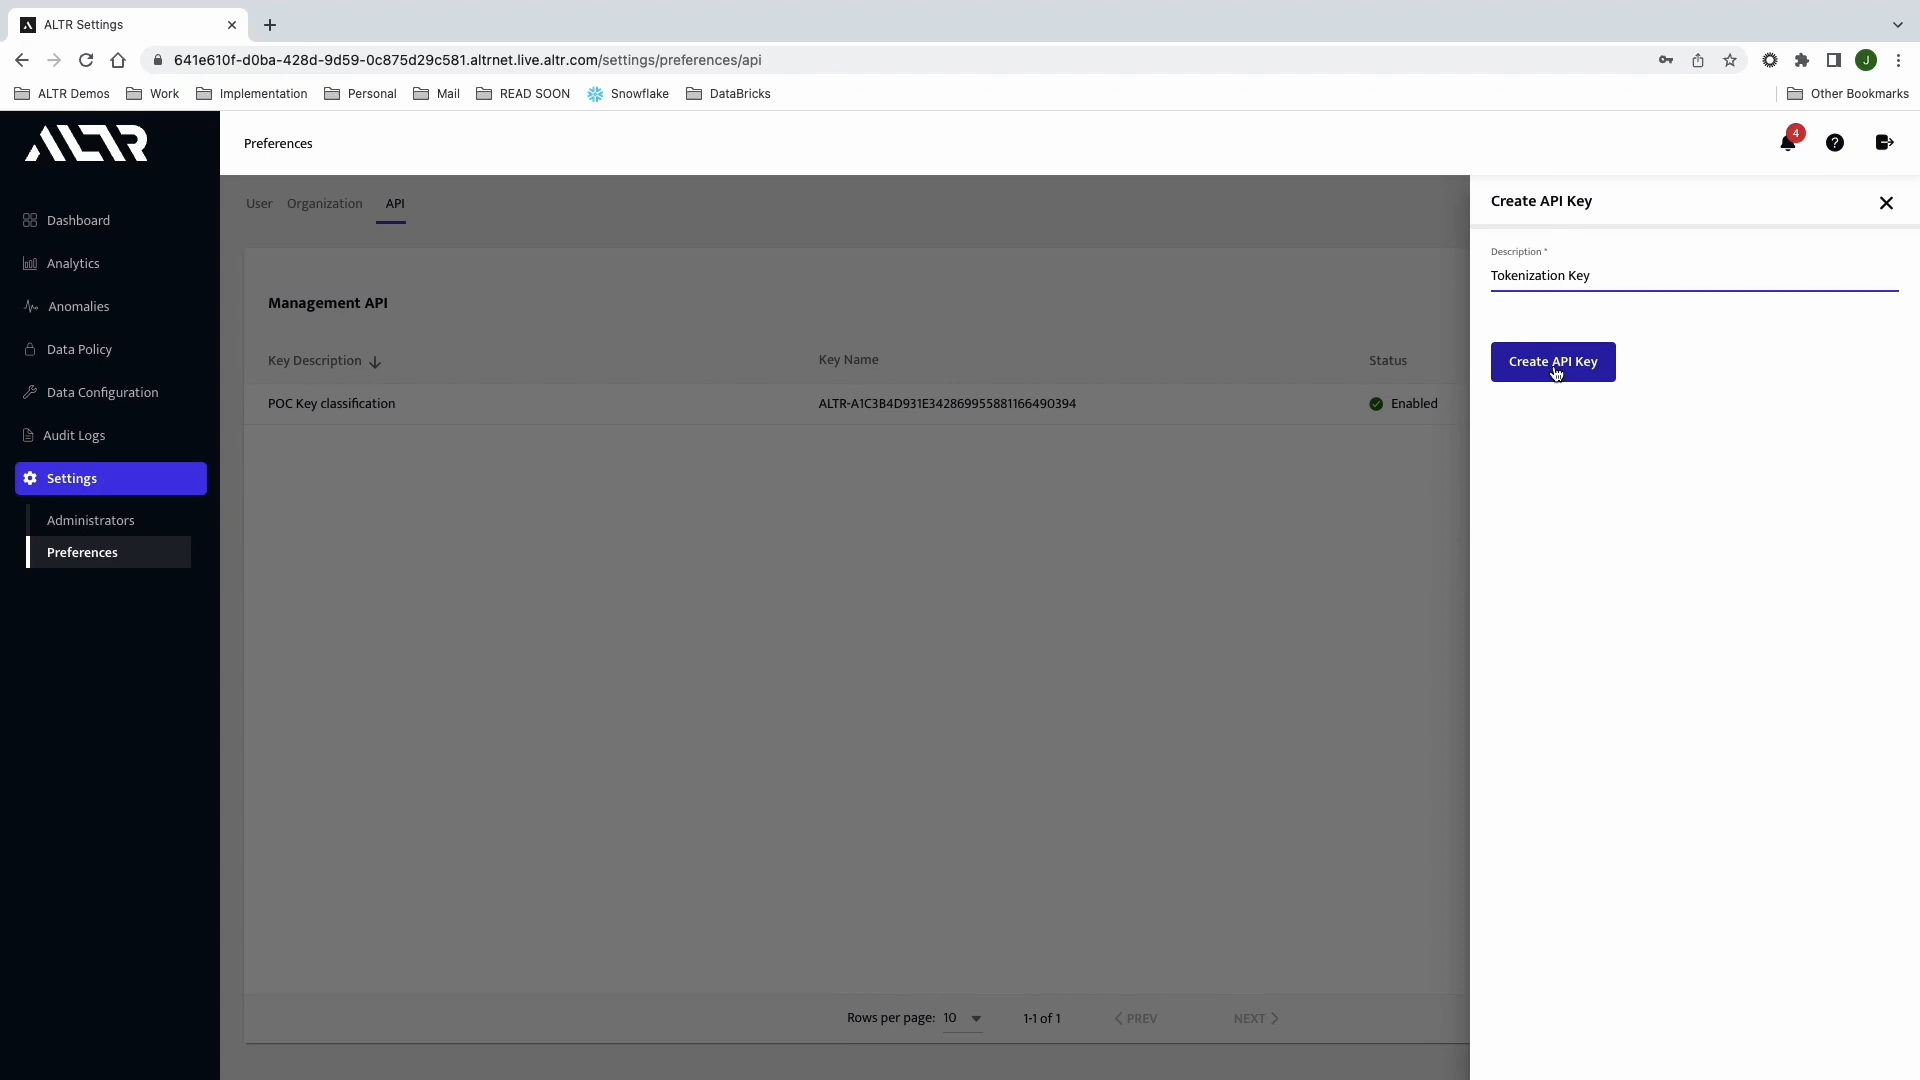 ALTR Settings
641e610f-d0ba-428d-9d59-0c875d29c581.altrnet.live.altr.com/settings/preferences/api
J
ALTR Demos Work Implementation Personal Mail READ SOON Snowflake DataBricks Other Bookmarks
ALTR
Preferences
4
Dashboard
Analytics
Anomalies
Data Policy
Data Configuration
Audit Logs
Settings
Administrators
Preferences
User Organization API
Management API
Key Description Key Name Status
POC Key classification ALTR-A1C3B4D931E342869955881166490394 Enabled
Rows per page: 10 1-1 of 1 PREV NEXT
Create API Key
Description *
Tokenization Key
Create API Key